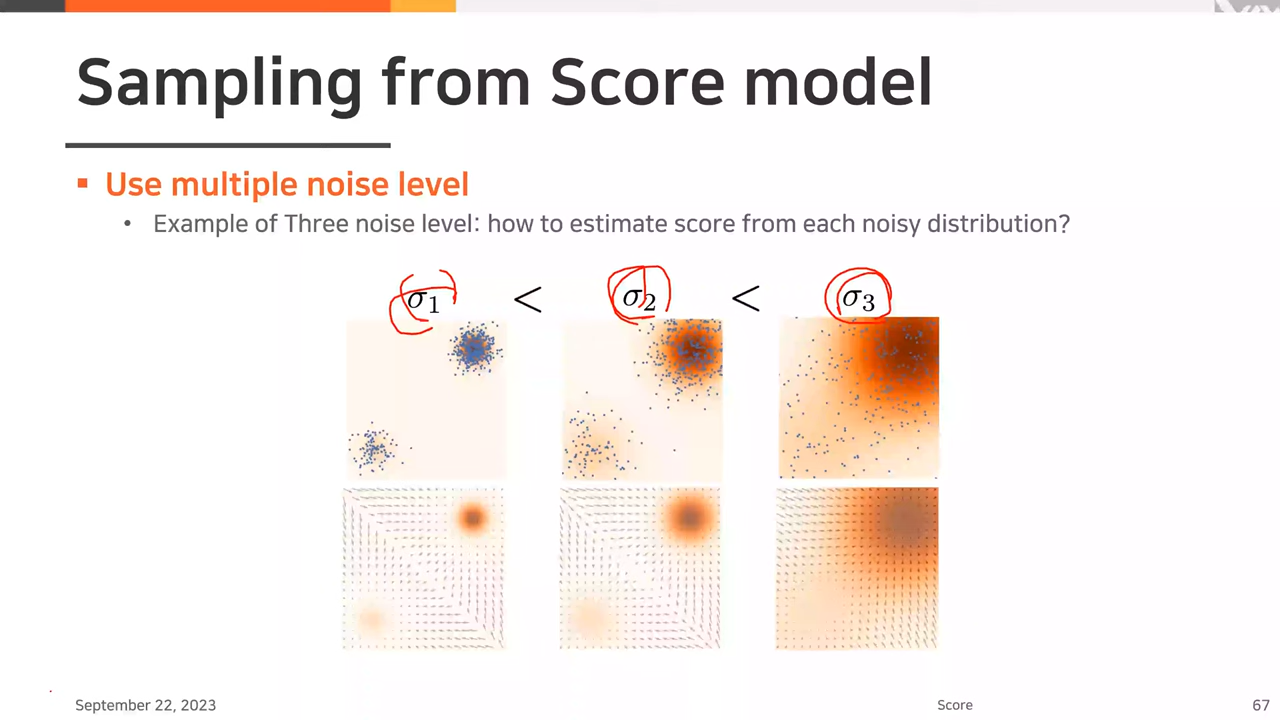 Sampling from Score model
▪ Use multiple noise level
• Example of Three noise level: how to estimate score from each noisy distribution?
σ₁ < σ₂ < σ₃
September 22, 2023 Score 67